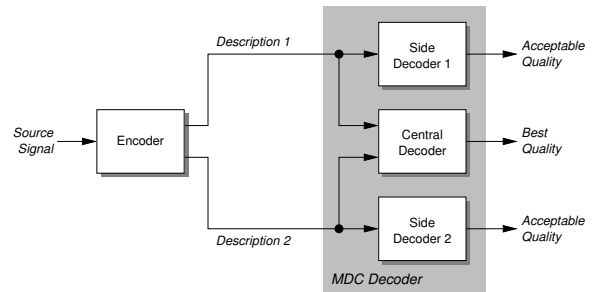 Description 1
Side
Decoder 1
Acceptable
Quality
Source
Signal
Encoder
Central
Decoder
Best
Quality
Description 2
Side
Decoder 2
Acceptable
Quality
MDC Decoder